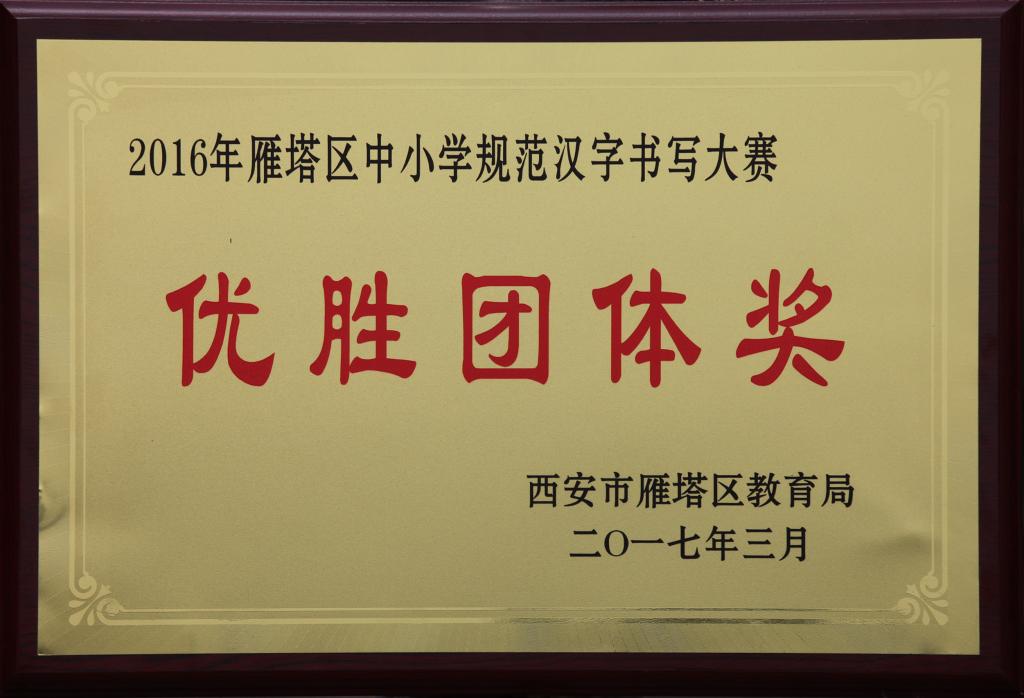 2016年雁塔区中小学规范汉字书写大赛
优胜团体奖
西安市雁塔区教育局
二O一七年三月